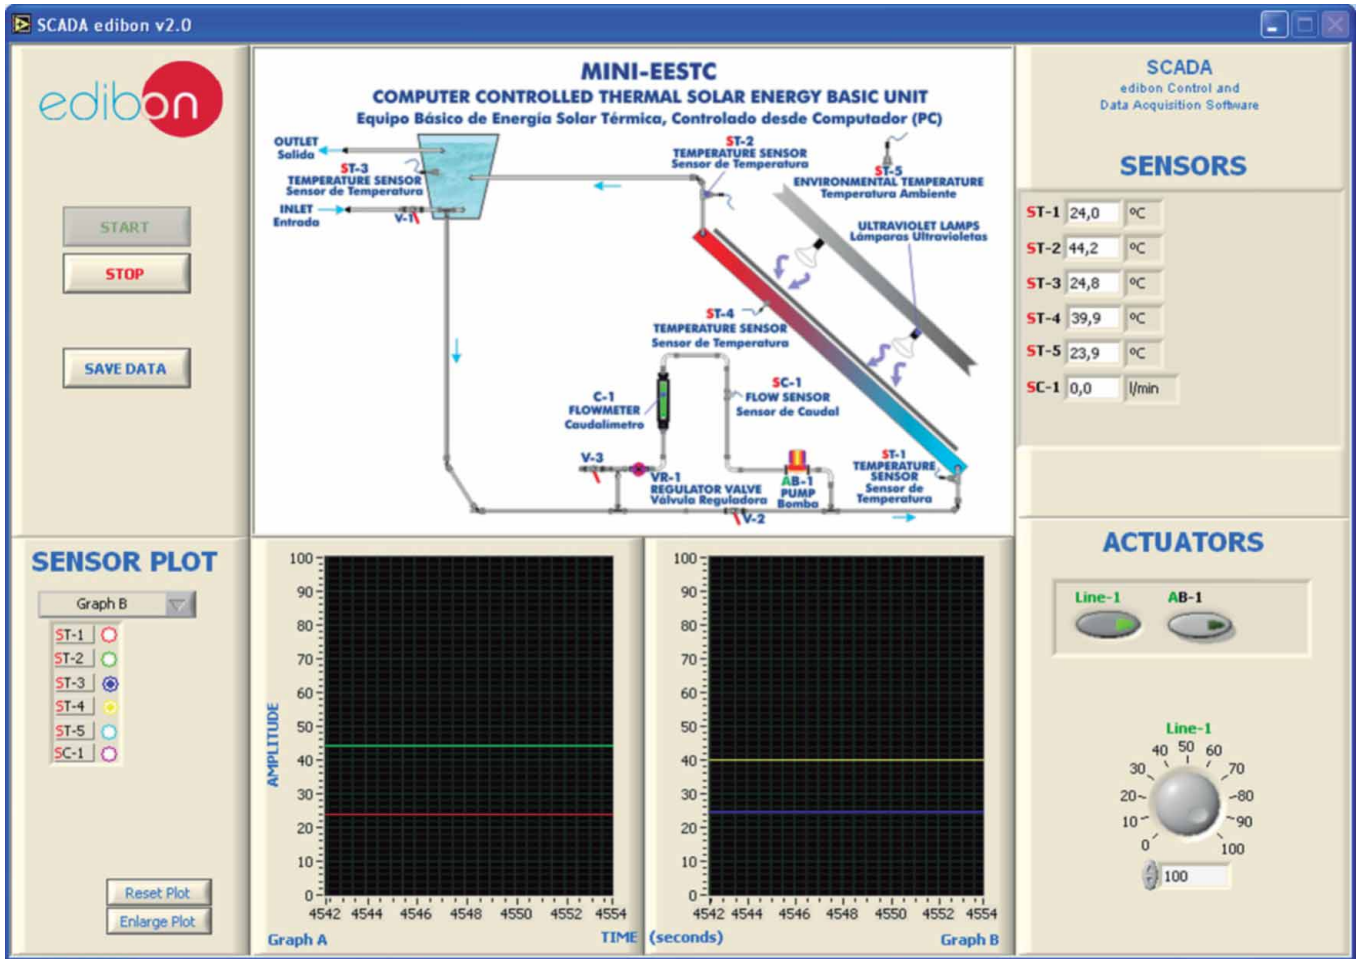 SCADA edibon v2.0
edibon
START
STOP
SAVE DATA
MINI-EESTC
COMPUTER CONTROLLED THERMAL SOLAR ENERGY BASIC UNIT
Equipo Básico de Energía Solar Térmica, Controlado desde Computador (PC)
OUTLET
Salida
ST-3
TEMPERATURE SENSOR
Sensor de Temperatura
INLET
Entrada
V-1
ST-2
TEMPERATURE SENSOR
Sensor de Temperatura
ST-5
ENVIRONMENTAL TEMPERATURE
Temperatura Ambiente
ULTRAVIOLET LAMPS
Lámparas Ultravioletas
ST-4
TEMPERATURE SENSOR
Sensor de Temperatura
C-1
FLOWMETER
Caudalímetro
SC-1
FLOW SENSOR
Sensor de Caudal
V-3
VR-1
REGULATOR VALVE
Válvula Reguladora
AB-1
PUMP
Bomba
ST-1
TEMPERATURE
SENSOR
Sensor de
Temperatura
V-2
SCADA
edibon Control and
Data Acquisition Software
SENSORS
ST-1 24,0 ºC
ST-2 44,2 ºC
ST-3 24,8 ºC
ST-4 39,9 ºC
ST-5 23,9 ºC
SC-1 0,0 l/min
SENSOR PLOT
Graph B
ST-1
ST-2
ST-3
ST-4
ST-5
SC-1
Reset Plot
Enlarge Plot
AMPLITUDE
100
90
80
70
60
50
40
30
20
10
0
4542 4544 4546 4548 4550 4552 4554
Graph A
TIME (seconds)
100
90
80
70
60
50
40
30
20
10
0
4542 4544 4546 4548 4550 4552 4554
Graph B
ACTUATORS
Line-1 AB-1
Line-1
0 10 20 30 40 50 60 70 80 90 100
100